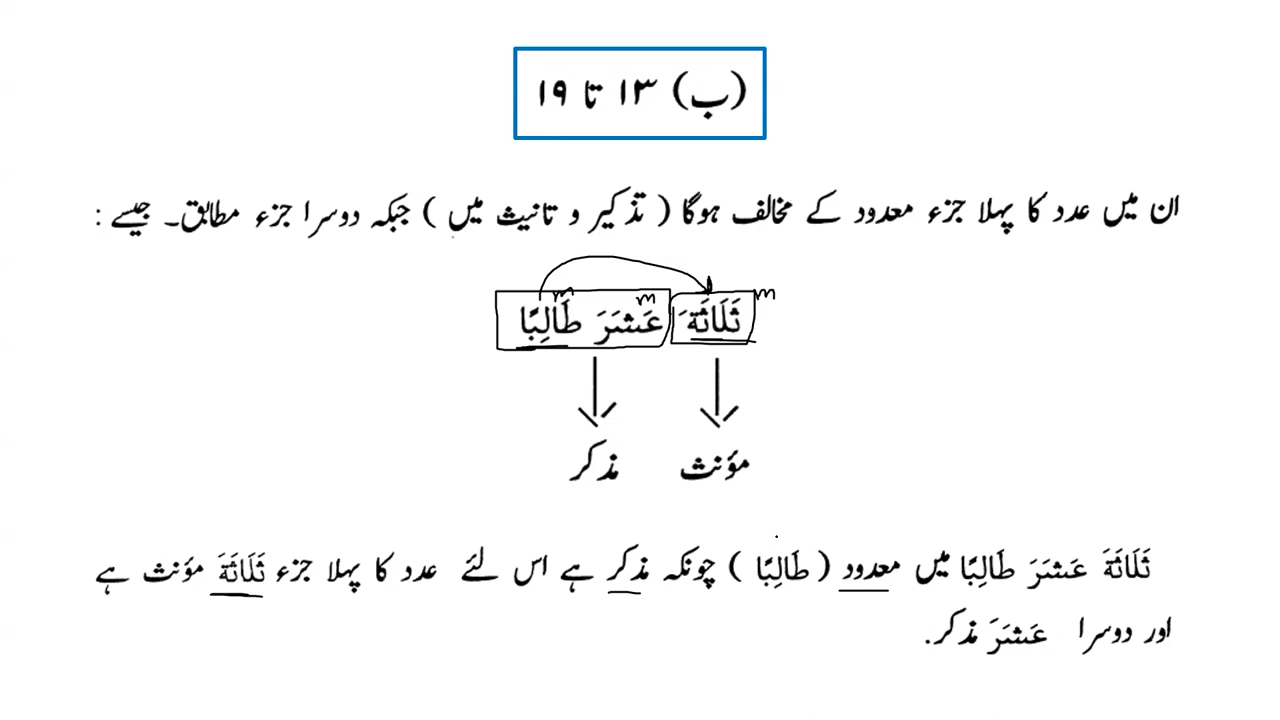 (ب) ۱۳ تا ۱۹
ان میں عدد کا پہلا جزء معدود کے مخالف ہوگا ( تذکیر و تانیث میں ) جبکہ دوسرا جزء مطابق۔ جیسے :
ثَلَاثَةَ عَشَرَ طَالِبًا
مؤنث مذکر
ثَلَاثَةَ عَشَرَ طَالِبًا میں معدود ( طَالِبًا ) چونکہ مذکر ہے اس لئے عدد کا پہلا جزء ثَلَاثَةَ مؤنث ہے
اور دوسرا عَشَرَ مذکر.